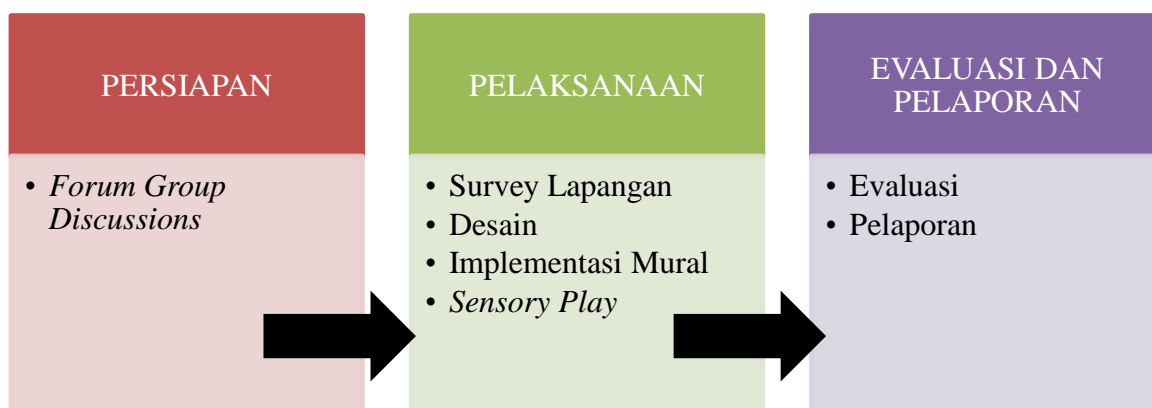 PERSIAPAN
• Forum Group
Discussions
PELAKSANAAN
• Survey Lapangan
• Desain
• Implementasi Mural
• Sensory Play
EVALUASI DAN
PELAPORAN
• Evaluasi
• Pelaporan